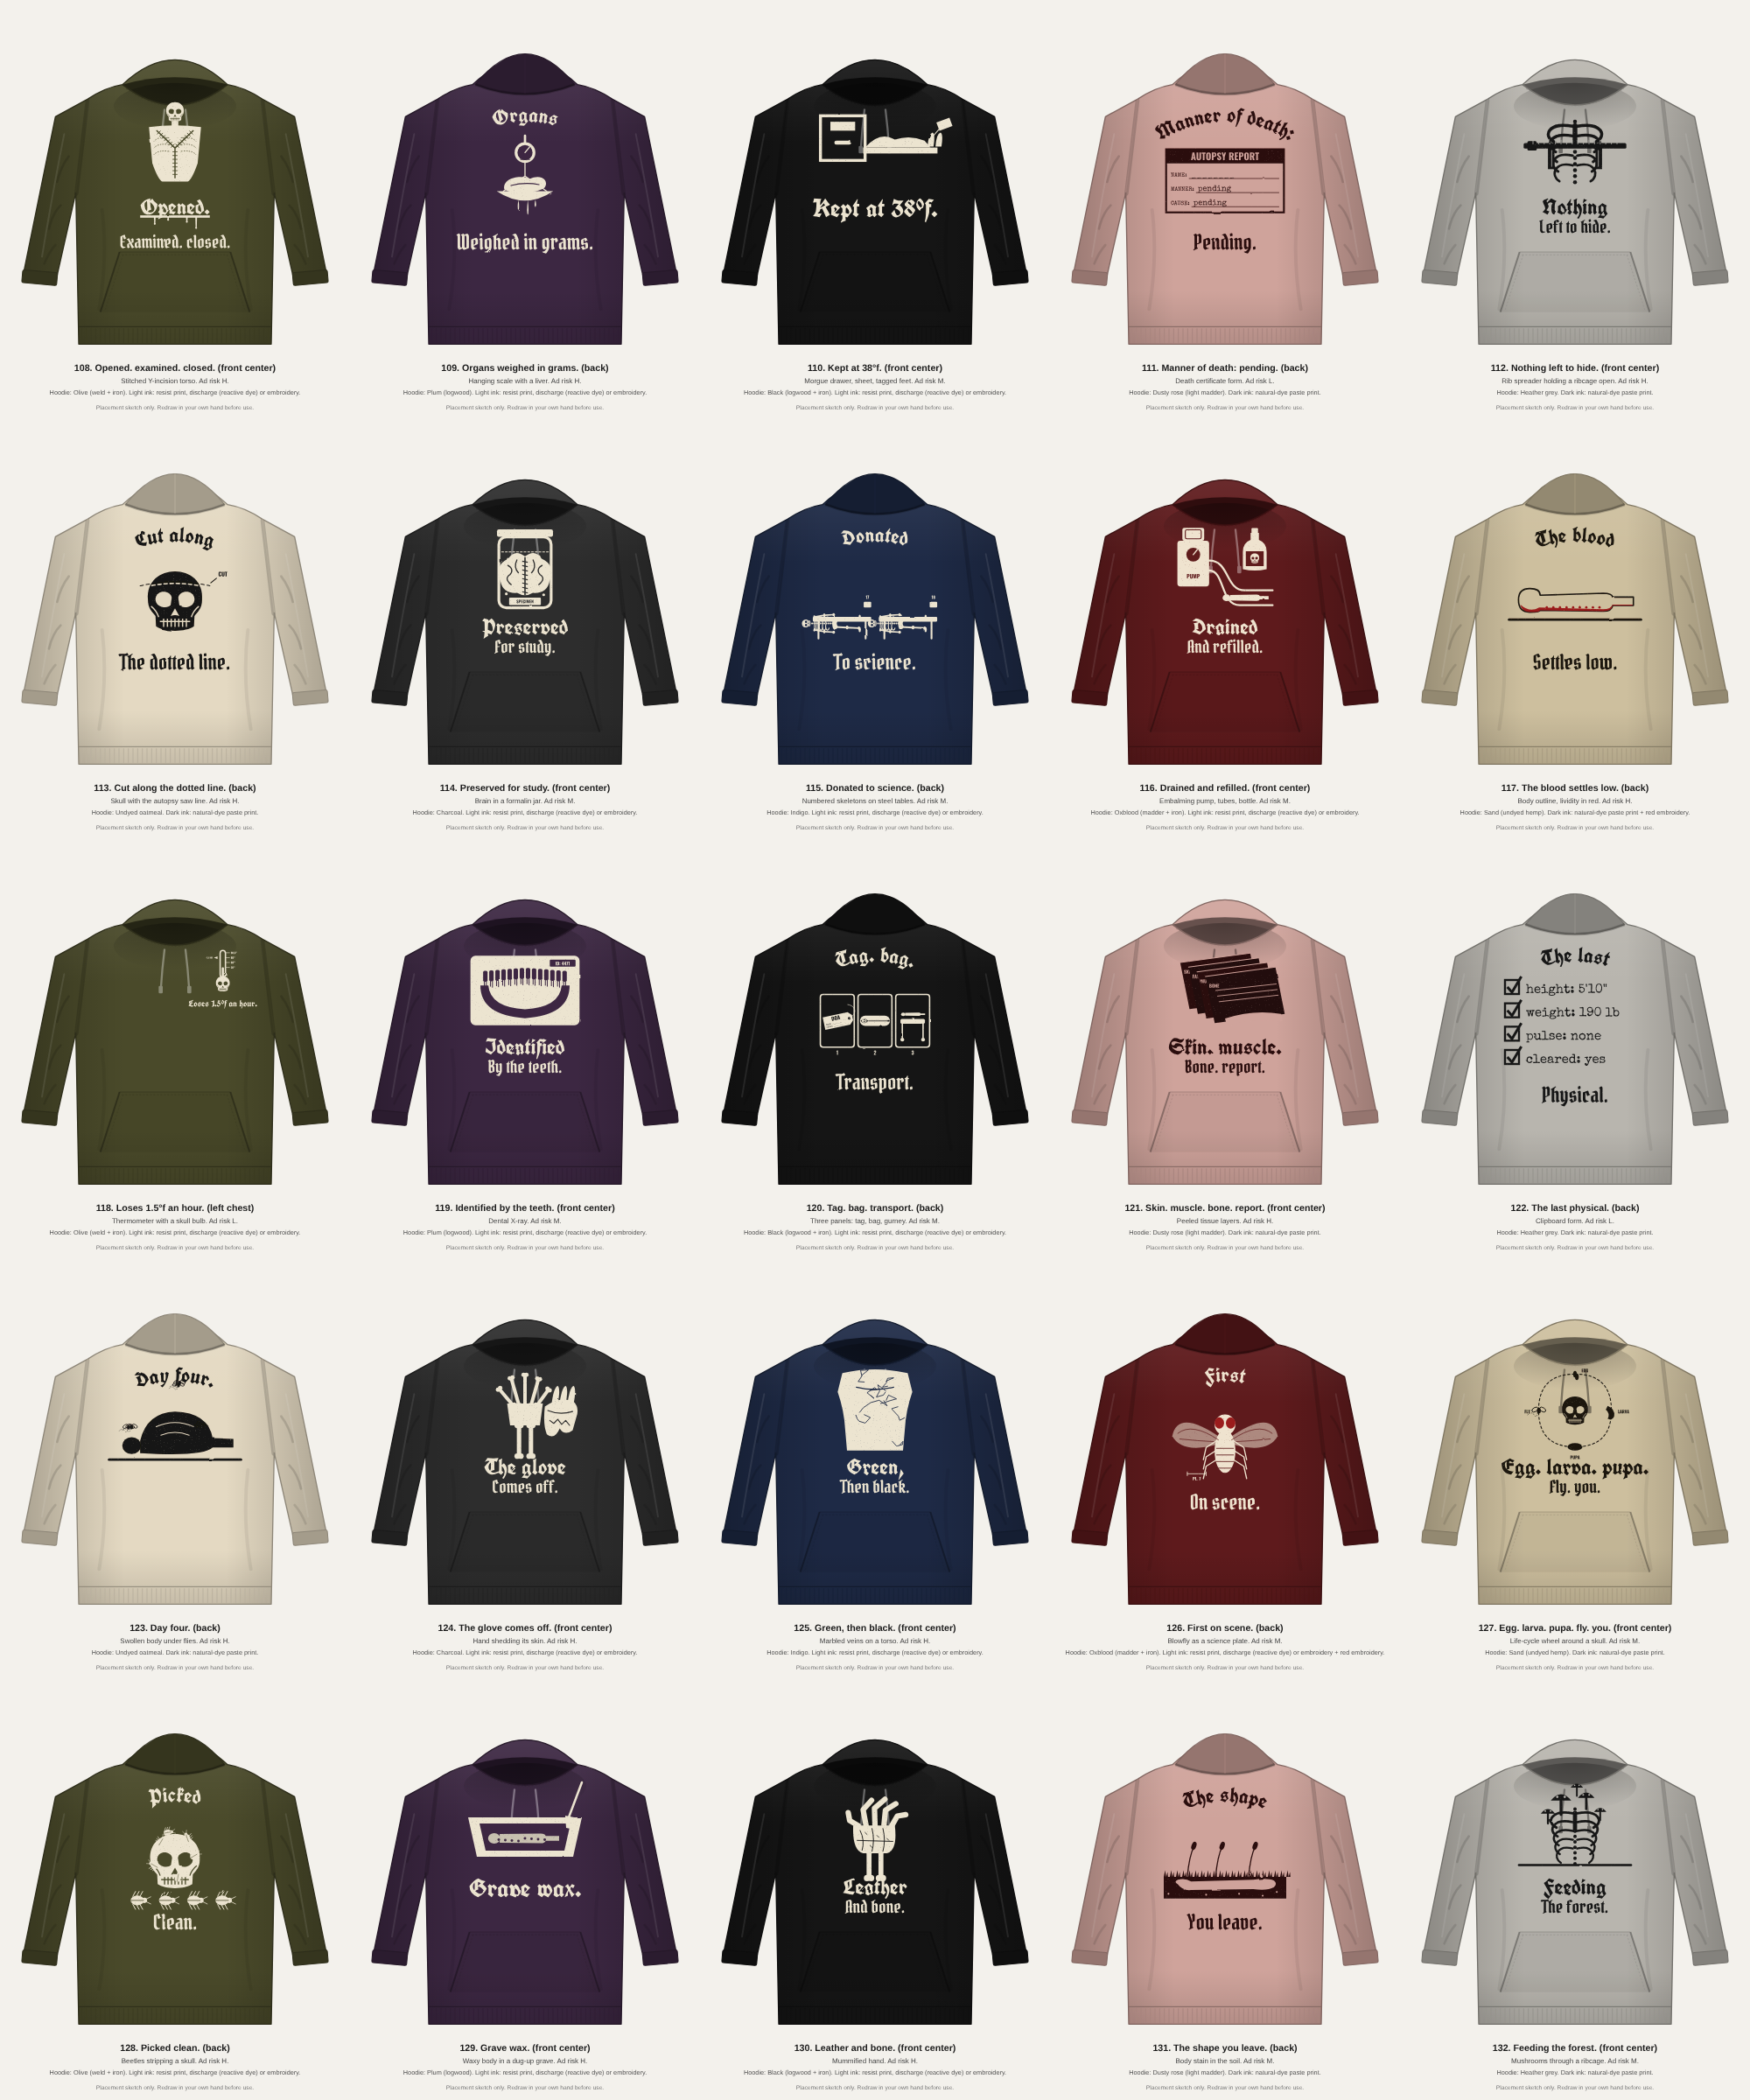 Opened.
Examined. closed.
108. Opened. examined. closed. (front center)
Stitched Y-incision torso. Ad risk H.
Hoodie: Olive (weld + iron). Light ink: resist print, discharge (reactive dye) or embroidery.
Placement sketch only. Redraw in your own hand before use.
Organs
Weighed in grams.
109. Organs weighed in grams. (back)
Hanging scale with a liver. Ad risk H.
Hoodie: Plum (logwood). Light ink: resist print, discharge (reactive dye) or embroidery.
Placement sketch only. Redraw in your own hand before use.
Kept at 38°f.
110. Kept at 38°f. (front center)
Morgue drawer, sheet, tagged feet. Ad risk M.
Hoodie: Black (logwood + iron). Light ink: resist print, discharge (reactive dye) or embroidery.
Placement sketch only. Redraw in your own hand before use.
Manner of death:
AUTOPSY REPORT
NAME:
MANNER: pending
CAUSE: pending
Pending.
111. Manner of death: pending. (back)
Death certificate form. Ad risk L.
Hoodie: Dusty rose (light madder). Dark ink: natural-dye paste print.
Placement sketch only. Redraw in your own hand before use.
Nothing
Left to hide.
112. Nothing left to hide. (front center)
Rib spreader holding a ribcage open. Ad risk H.
Hoodie: Heather grey. Dark ink: natural-dye paste print.
Placement sketch only. Redraw in your own hand before use.
Cut along
CUT
The dotted line.
113. Cut along the dotted line. (back)
Skull with the autopsy saw line. Ad risk H.
Hoodie: Undyed oatmeal. Dark ink: natural-dye paste print.
Placement sketch only. Redraw in your own hand before use.
SPECIMEN
Preserved
For study.
114. Preserved for study. (front center)
Brain in a formalin jar. Ad risk M.
Hoodie: Charcoal. Light ink: resist print, discharge (reactive dye) or embroidery.
Placement sketch only. Redraw in your own hand before use.
Donated
To science.
115. Donated to science. (back)
Numbered skeletons on steel tables. Ad risk M.
Hoodie: Indigo. Light ink: resist print, discharge (reactive dye) or embroidery.
Placement sketch only. Redraw in your own hand before use.
PUMP
Drained
And refilled.
116. Drained and refilled. (front center)
Embalming pump, tubes, bottle. Ad risk M.
Hoodie: Oxblood (madder + iron). Light ink: resist print, discharge (reactive dye) or embroidery.
Placement sketch only. Redraw in your own hand before use.
The blood
Settles low.
117. The blood settles low. (back)
Body outline, lividity in red. Ad risk H.
Hoodie: Sand (undyed hemp). Dark ink: natural-dye paste print + red embroidery.
Placement sketch only. Redraw in your own hand before use.
Loses 1.5°f an hour.
118. Loses 1.5°f an hour. (left chest)
Thermometer with a skull bulb. Ad risk L.
Hoodie: Olive (weld + iron). Light ink: resist print, discharge (reactive dye) or embroidery.
Placement sketch only. Redraw in your own hand before use.
Identified
By the teeth.
119. Identified by the teeth. (front center)
Dental X-ray. Ad risk M.
Hoodie: Plum (logwood). Light ink: resist print, discharge (reactive dye) or embroidery.
Placement sketch only. Redraw in your own hand before use.
Tag. bag.
1 2 3
Transport.
120. Tag. bag. transport. (back)
Three panels: tag, bag, gurney. Ad risk M.
Hoodie: Black (logwood + iron). Light ink: resist print, discharge (reactive dye) or embroidery.
Placement sketch only. Redraw in your own hand before use.
Skin. muscle.
Bone. report.
121. Skin. muscle. bone. report. (front center)
Peeled tissue layers. Ad risk H.
Hoodie: Dusty rose (light madder). Dark ink: natural-dye paste print.
Placement sketch only. Redraw in your own hand before use.
The last
height: 5'10"
weight: 190 lb
pulse: none
cleared: yes
Physical.
122. The last physical. (back)
Clipboard form. Ad risk L.
Hoodie: Heather grey. Dark ink: natural-dye paste print.
Placement sketch only. Redraw in your own hand before use.
Day four.
123. Day four. (back)
Swollen body under flies. Ad risk H.
Hoodie: Undyed oatmeal. Dark ink: natural-dye paste print.
Placement sketch only. Redraw in your own hand before use.
The glove
Comes off.
124. The glove comes off. (front center)
Hand shedding its skin. Ad risk H.
Hoodie: Charcoal. Light ink: resist print, discharge (reactive dye) or embroidery.
Placement sketch only. Redraw in your own hand before use.
Green,
Then black.
125. Green, then black. (front center)
Marbled veins on a torso. Ad risk H.
Hoodie: Indigo. Light ink: resist print, discharge (reactive dye) or embroidery.
Placement sketch only. Redraw in your own hand before use.
First
On scene.
126. First on scene. (back)
Blowfly as a science plate. Ad risk M.
Hoodie: Oxblood (madder + iron). Light ink: resist print, discharge (reactive dye) or embroidery + red embroidery.
Placement sketch only. Redraw in your own hand before use.
LARVA
PUPA
Egg. larva. pupa.
Fly. you.
127. Egg. larva. pupa. fly. you. (front center)
Life-cycle wheel around a skull. Ad risk M.
Hoodie: Sand (undyed hemp). Dark ink: natural-dye paste print.
Placement sketch only. Redraw in your own hand before use.
Picked
Clean.
128. Picked clean. (back)
Beetles stripping a skull. Ad risk H.
Hoodie: Olive (weld + iron). Light ink: resist print, discharge (reactive dye) or embroidery.
Placement sketch only. Redraw in your own hand before use.
Grave wax.
129. Grave wax. (front center)
Waxy body in a dug-up grave. Ad risk H.
Hoodie: Plum (logwood). Light ink: resist print, discharge (reactive dye) or embroidery.
Placement sketch only. Redraw in your own hand before use.
Leather
And bone.
130. Leather and bone. (front center)
Mummified hand. Ad risk H.
Hoodie: Black (logwood + iron). Light ink: resist print, discharge (reactive dye) or embroidery.
Placement sketch only. Redraw in your own hand before use.
The shape
You leave.
131. The shape you leave. (back)
Body stain in the soil. Ad risk M.
Hoodie: Dusty rose (light madder). Dark ink: natural-dye paste print.
Placement sketch only. Redraw in your own hand before use.
Feeding
The forest.
132. Feeding the forest. (front center)
Mushrooms through a ribcage. Ad risk M.
Hoodie: Heather grey. Dark ink: natural-dye paste print.
Placement sketch only. Redraw in your own hand before use.